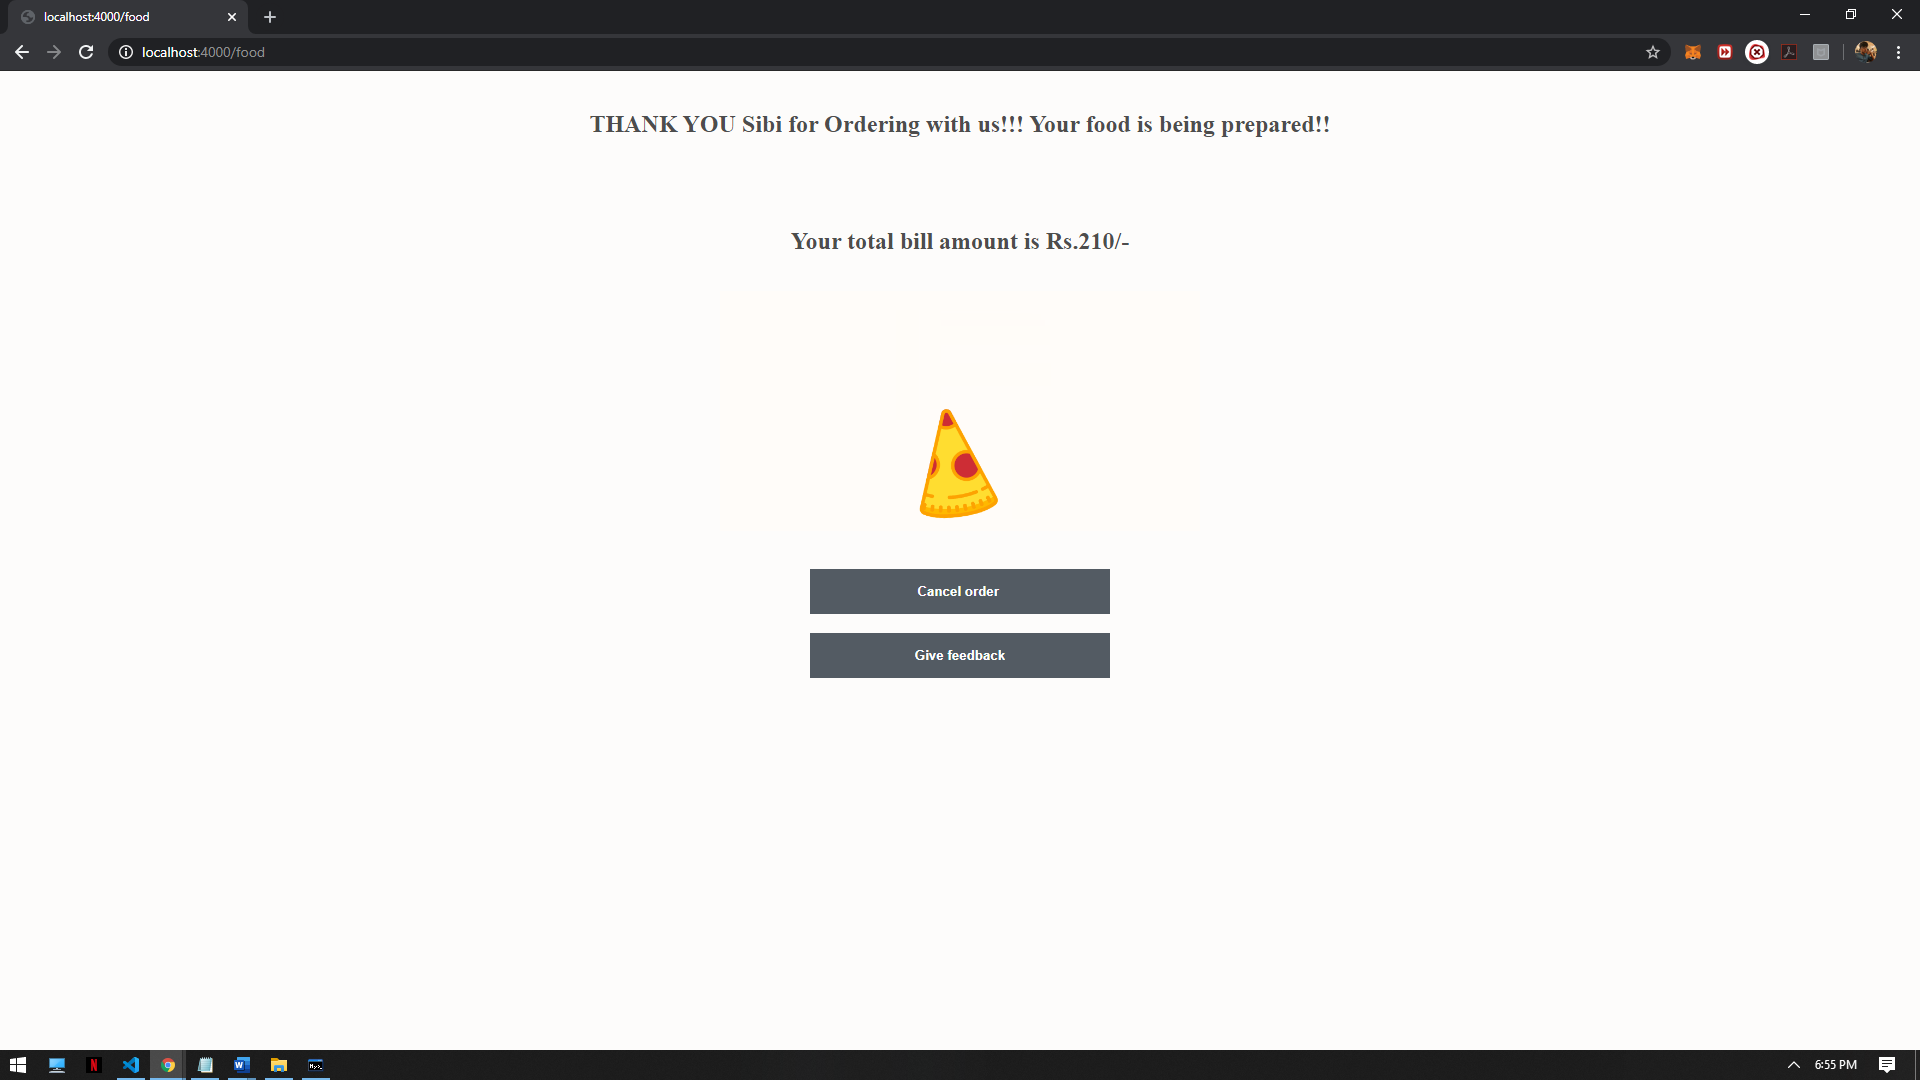 localhost:4000/food
localhost:4000/food
THANK YOU Sibi for Ordering with us!!! Your food is being prepared!!
Your total bill amount is Rs.210/-
Cancel order
Give feedback
6:55 PM